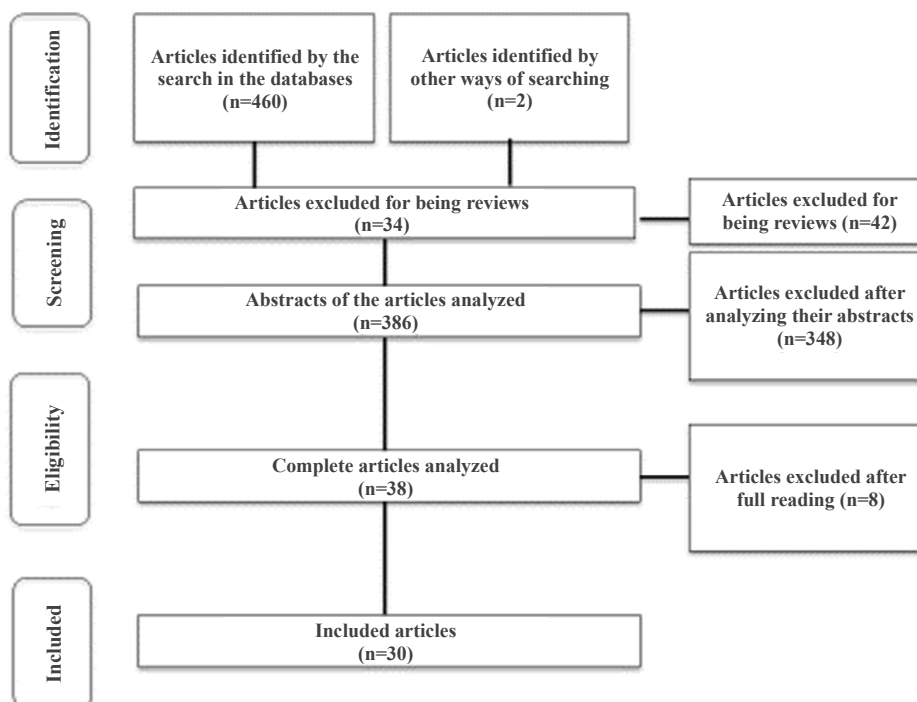 Identification
Articles identified by the
search in the databases
(n=460)
Articles identified by
other ways of searching
(n=2)
Screening
Articles excluded for being reviews
(n=34)
Articles excluded for
being reviews (n=42)
Abstracts of the articles analyzed
(n=386)
Articles excluded after
analyzing their abstracts
(n=348)
Eligibility
Complete articles analyzed
(n=38)
Articles excluded after
full reading (n=8)
Included
Included articles
(n=30)